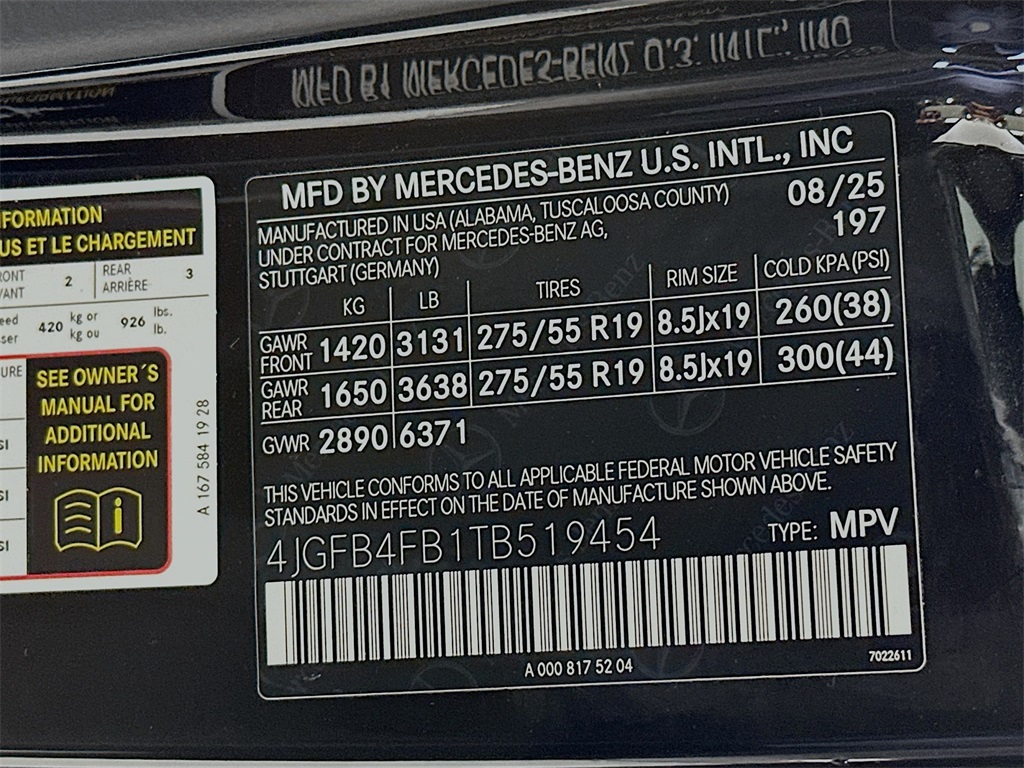 MFD BY MERCEDES-BENZ U.S. INTL., INC
MANUFACTURED IN USA (ALABAMA, TUSCALOOSA COUNTY)
UNDER CONTRACT FOR MERCEDES-BENZ AG,
STUTTGART (GERMANY)
08/25
197
KG LB TIRES RIM SIZE COLD KPA (PSI)
GAWR FRONT 1420 3131 275/55 R19 8.5Jx19 260(38)
GAWR REAR 1650 3638 275/55 R19 8.5Jx19 300(44)
GVWR 2890 6371
THIS VEHICLE CONFORMS TO ALL APPLICABLE FEDERAL MOTOR VEHICLE SAFETY
STANDARDS IN EFFECT ON THE DATE OF MANUFACTURE SHOWN ABOVE.
4JGFB4FB1TB519454 TYPE: MPV
A 000 817 52 04
7022611
US ET LE CHARGEMENT
2 REAR 3
ARRIÈRE
420 kg or 926 lbs.
kg ou lb.
SEE OWNER´S
MANUAL FOR
ADDITIONAL
INFORMATION
A 167 584 19 28